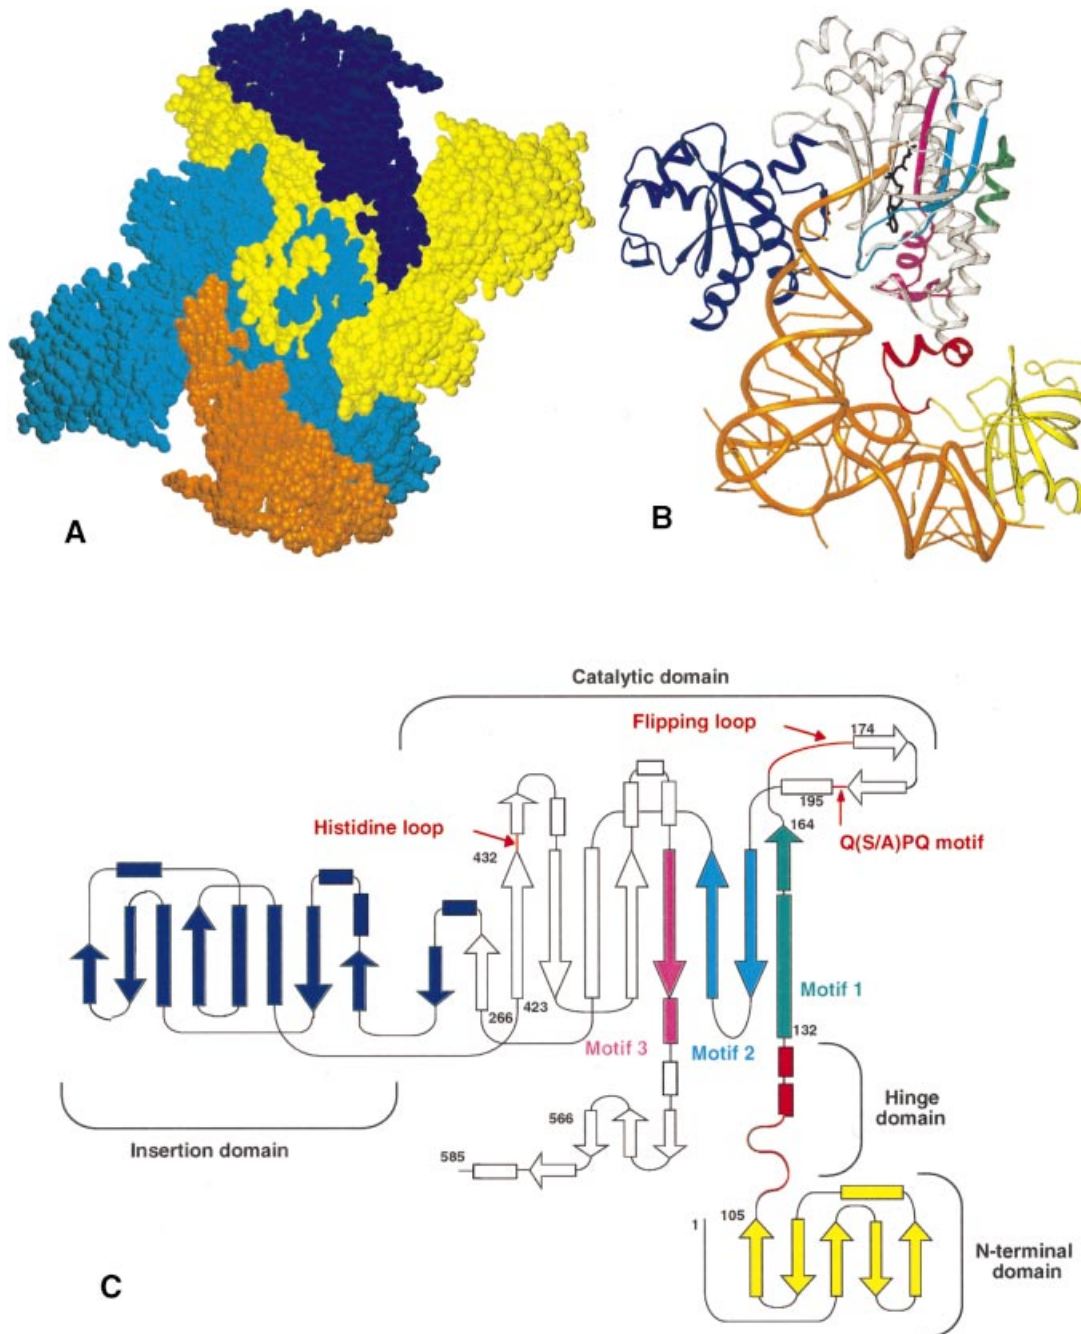 A
B
Catalytic domain
Flipping loop
174
195
Histidine loop
432
164
Q(S/A)PQ motif
266
423
Motif 1
Motif 3
Motif 2
132
Insertion domain
566
585
Hinge
domain
1
105
N-terminal
domain
C